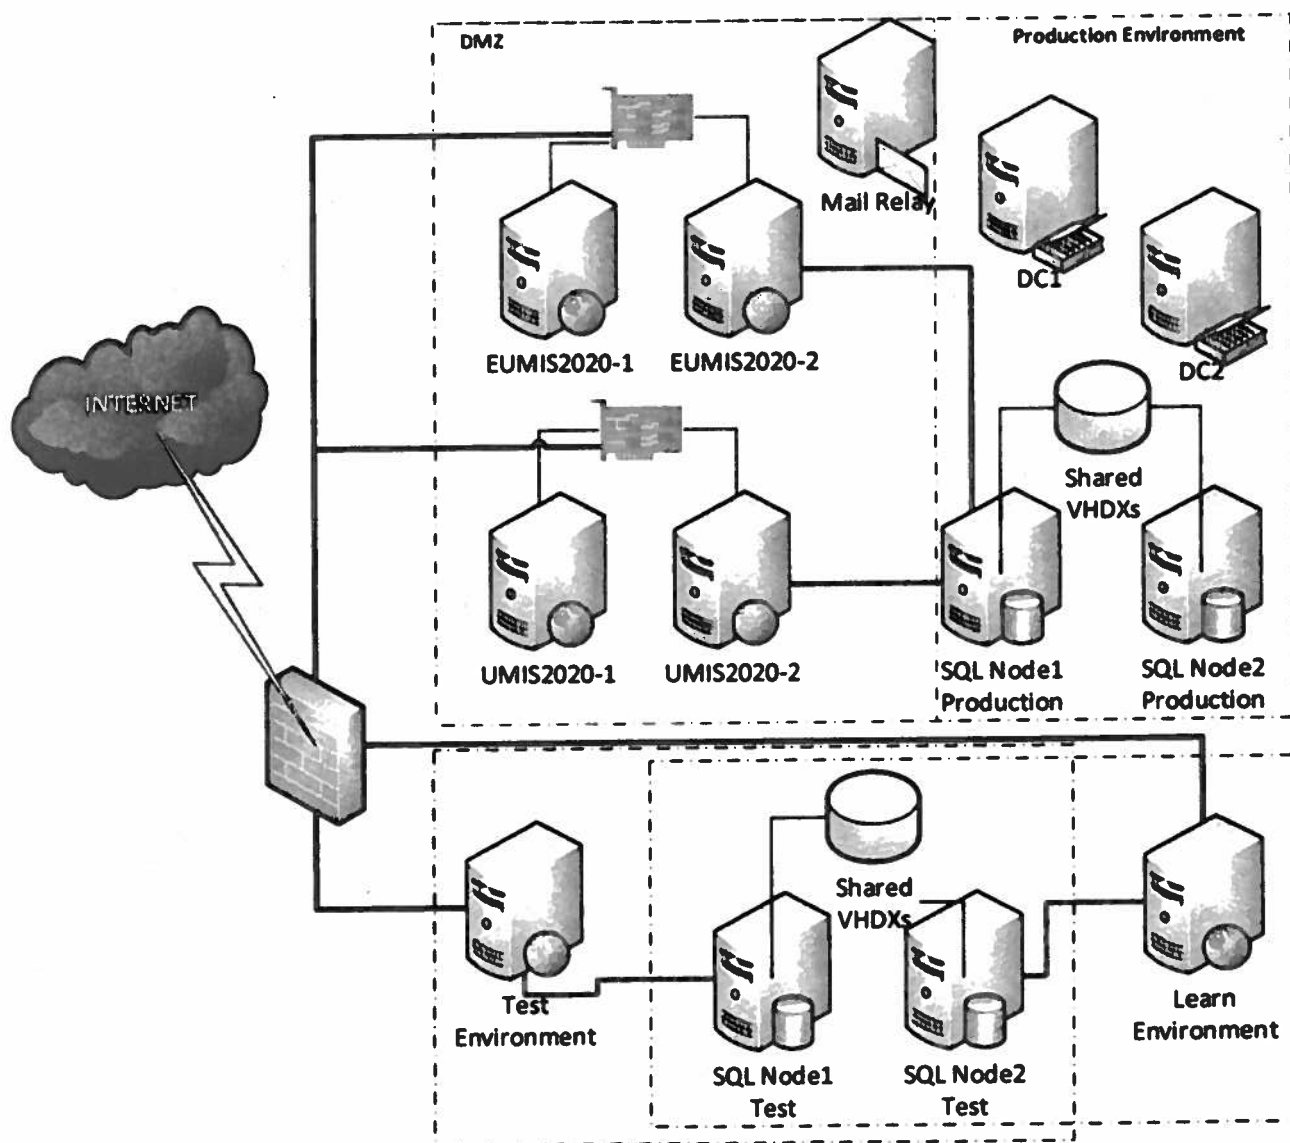 DMZ
Production Environment
Mail Relay
DC1
EUMIS2020-1
EUMIS2020-2
DC2
INTERNET
Shared
VHDXs
UMIS2020-1
UMIS2020-2
SQL Node1
Production
SQL Node2
Production
Shared
VHDXs
Test
Environment
Learn
Environment
SQL Node1
Test
SQL Node2
Test